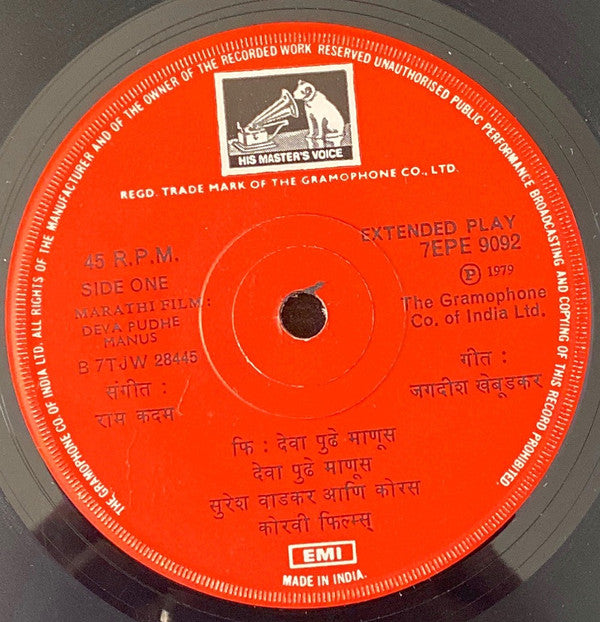 THE GRAMOPHONE CO OF INDIA LTD. ALL RIGHTS OF THE MANUFACTURER AND OF THE OWNER OF THE RECORDED WORK RESERVED UNAUTHORISED PUBLIC PERFORMANCE BROADCASTING AND COPYING OF THIS RECORD PROHIBITED.
HIS MASTER'S VOICE
REGD. TRADE MARK OF THE GRAMOPHONE CO., LTD.
45 R.P.M.
SIDE ONE
MARATHI FILM:
DEVA PUDHE
MANUS
B 7TJW 28445
संगीत :
राम कदम
EXTENDED PLAY
7EPE 9092
Ⓟ 1979
The Gramophone
Co. of India Ltd.
गीत :
जगदीश खेबूडकर
फि : देवा पुढे माणूस
देवा पुढे माणूस
सुरेश वाडकर आणि कोरस
कोरवी फिल्म्स्
EMI
MADE IN INDIA.